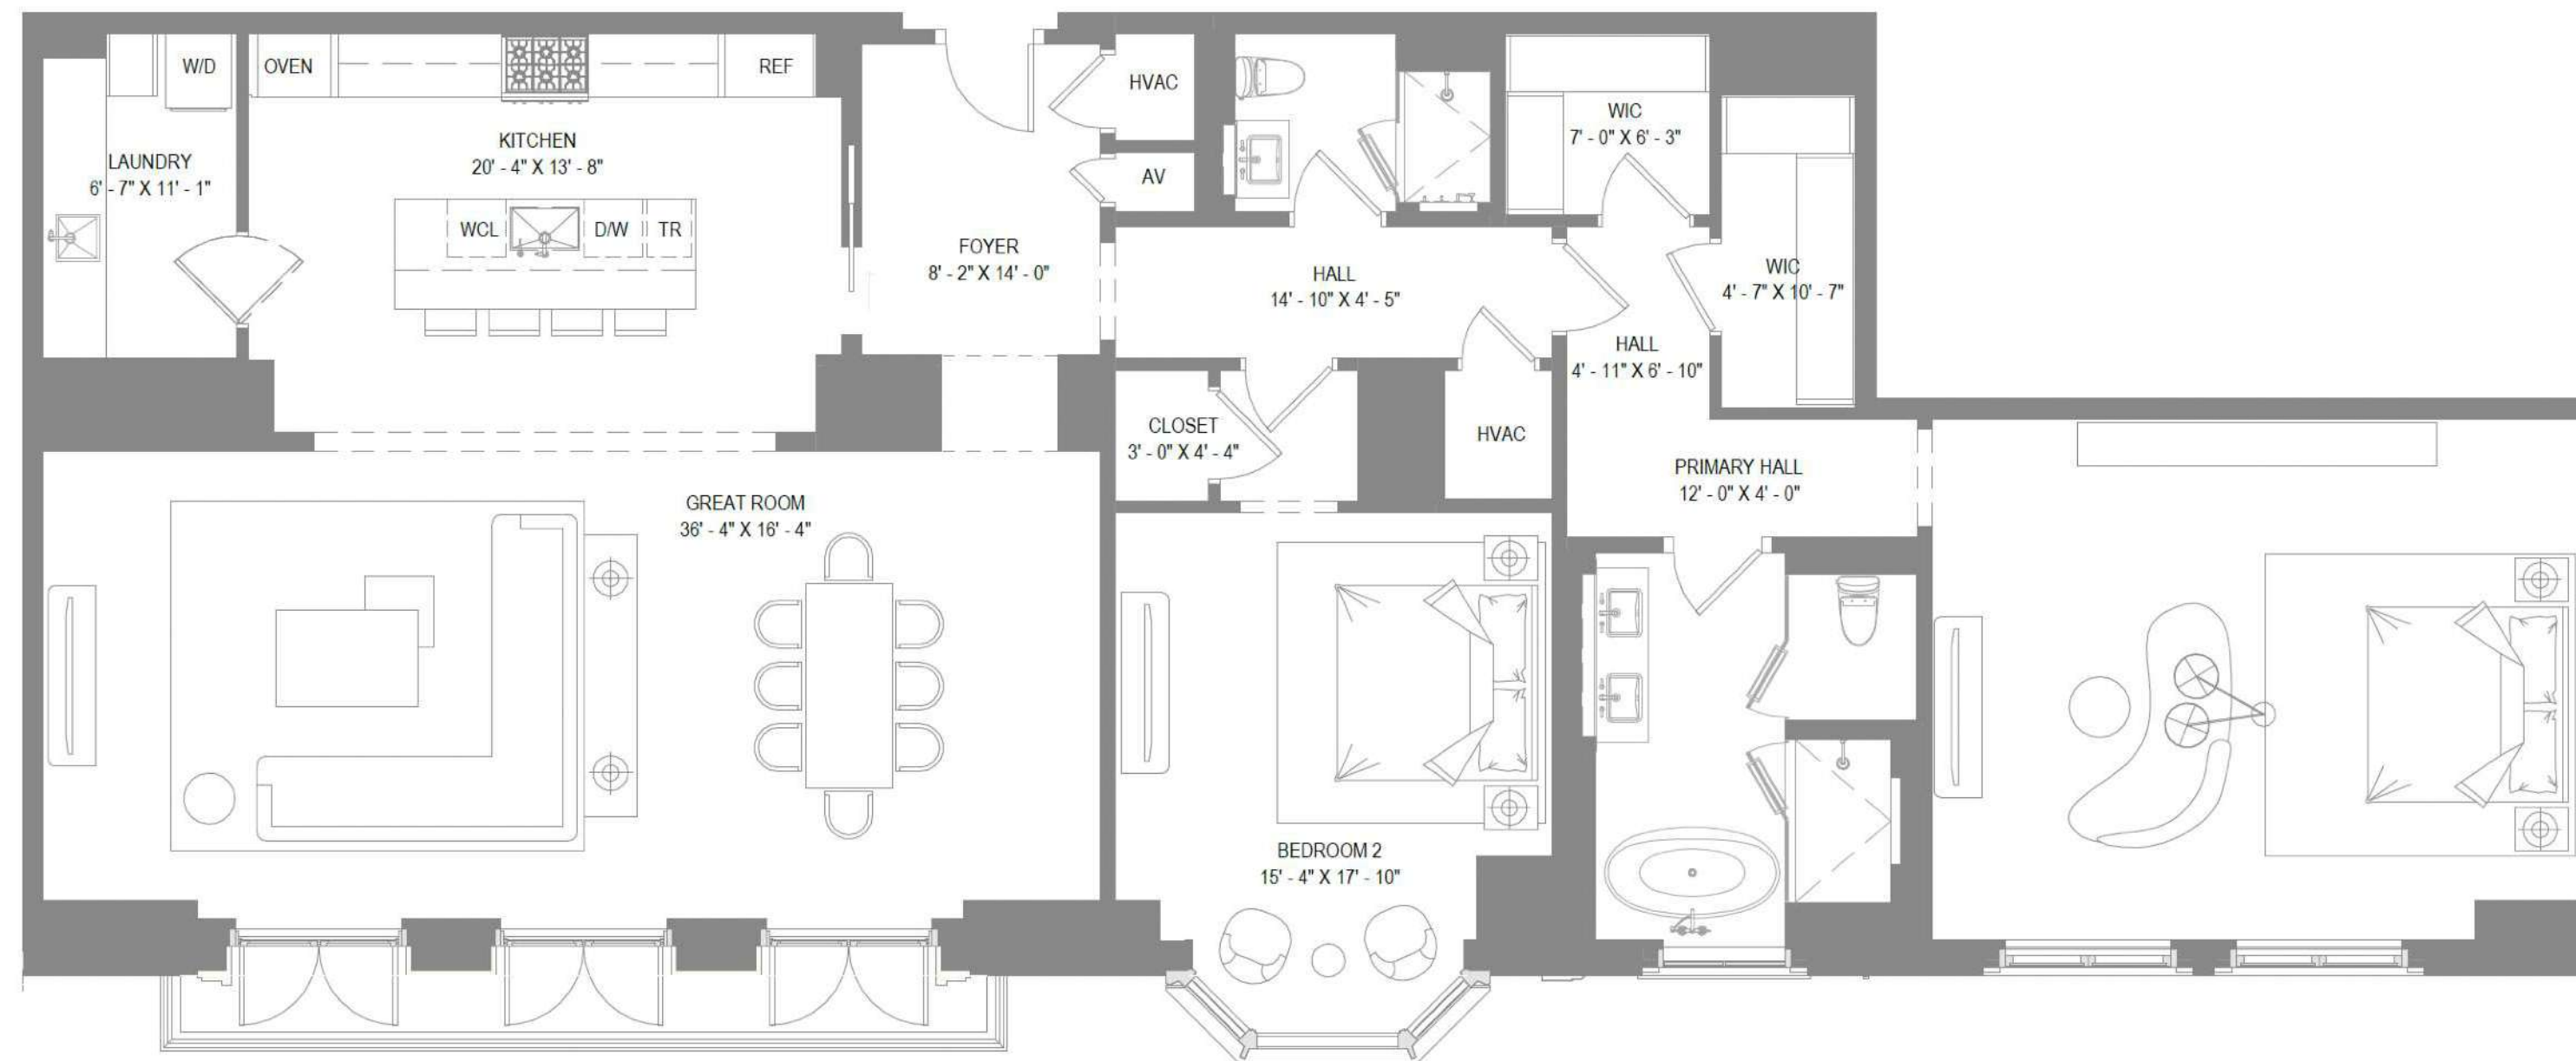 W/D
OVEN
REF
LAUNDRY
6' - 7" X 11' - 1"
KITCHEN
20' - 4" X 13' - 8"
WCL
D/W
TR
FOYER
8' - 2" X 14' - 0"
HVAC
AV
HALL
14' - 10" X 4' - 5"
WIC
7' - 0" X 6' - 3"
WIC
4' - 7" X 10' - 7"
HALL
4' - 11" X 6' - 10"
CLOSET
3' - 0" X 4' - 4"
HVAC
PRIMARY HALL
12' - 0" X 4' - 0"
GREAT ROOM
36' - 4" X 16' - 4"
BEDROOM 2
15' - 4" X 17' - 10"